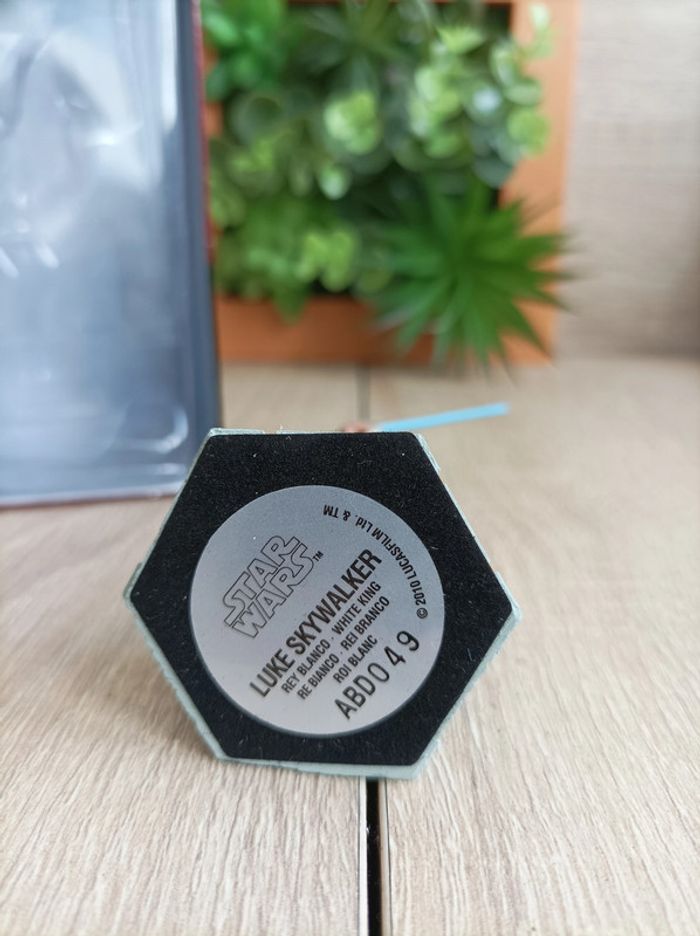 STAR
WARS™
LUKE SKYWALKER
REY BLANCO · WHITE KING
RE BIANCO · REI BRANCO
ROI BLANC
ABD049
© 2010 LUCASFILM Ltd. & TM